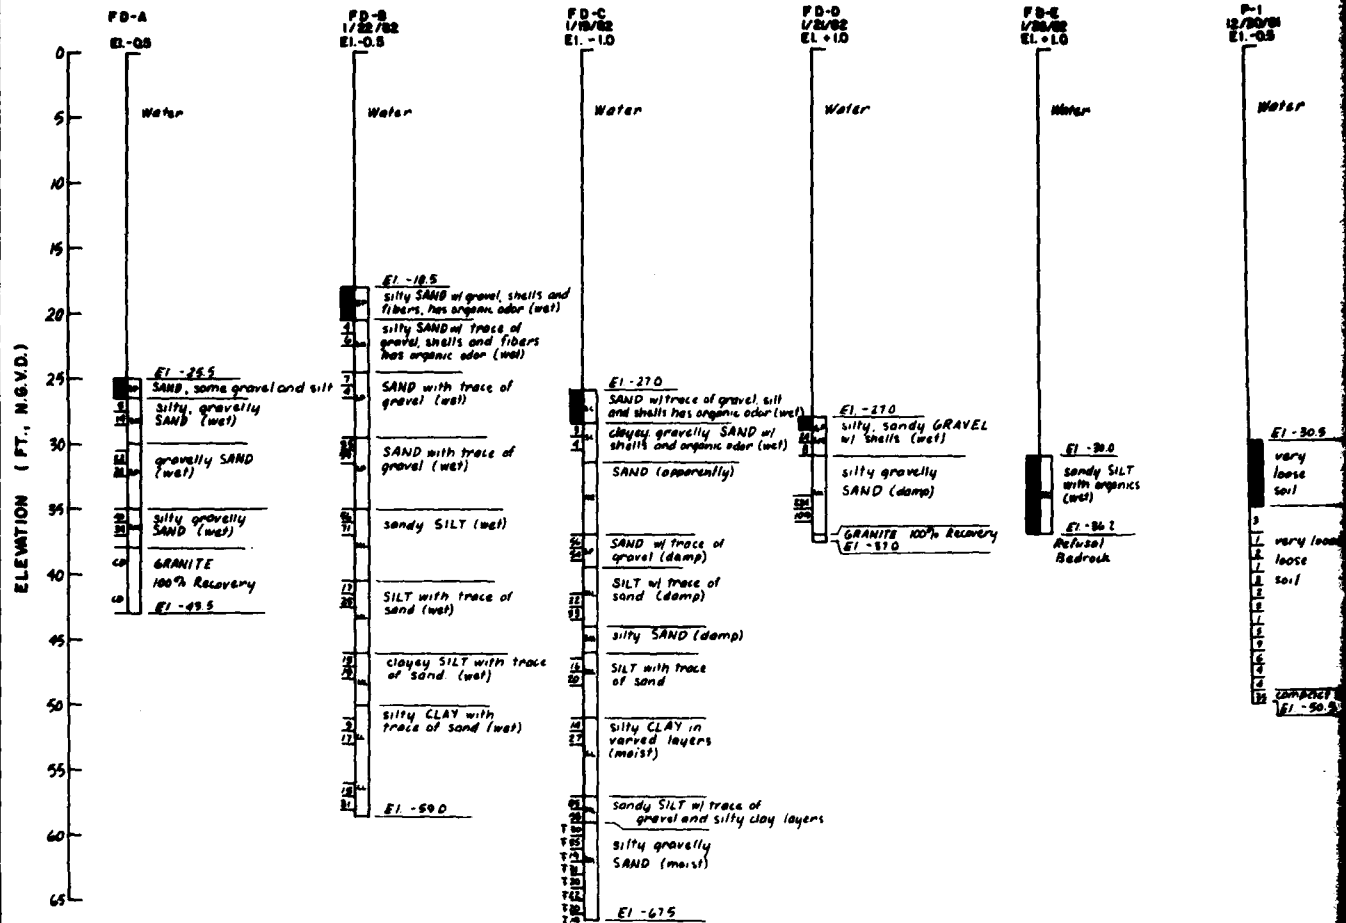 FD-A
El. -0.5
FD-B
1/22/82
El. -0.5
FD-C
1/19/82
El. -1.0
FD-D
1/21/82
El. +1.0
El. +1.0
P-1
12/30/81
El. -0.5
ELEVATION (FT., N.G.V.D.)
0
5
10
15
20
25
30
35
40
45
50
55
60
65
Water
El -25.5
SAND, some gravel and silt
silty, gravelly
SAND (wet)
gravelly SAND
(wet)
silty gravelly
SAND (wet)
GRANITE
100% Recovery
El -43.5
Water
El. -18.5
silty SAND w/ gravel, shells and
fibers, has organic odor (wet)
silty SAND w/ trace of
gravel, shells and fibers
has organic odor (wet)
SAND with trace of
gravel (wet)
SAND with trace of
gravel (wet)
sandy SILT (wet)
SILT with trace of
sand (wet)
clayey SILT with trace
of sand. (wet)
silty CLAY with
trace of sand (wet)
El. -59.0
Water
El -27.0
SAND w/ trace of gravel, silt
and shells has organic odor (wet)
clayey, gravelly SAND w/
shells and organic odor (wet)
SAND (apparently)
SAND w/ trace of
gravel (damp)
SILT w/ trace of
sand (damp)
silty SAND (damp)
SILT with trace
of sand
silty CLAY in
varved layers
(moist)
sandy SILT w/ trace of
gravel and silty clay layers
silty gravelly
SAND (moist)
El -67.5
Water
El. -27.0
silty, sandy GRAVEL
w/ shells (wet)
silty gravelly
SAND (damp)
GRANITE 100% Recovery
El -37.0
Water
El -30.0
sandy SILT
with organics
(wet)
El. -36.2
Refusal
Bedrock
Water
El -30.5
very
loose
soil
very loose
loose
soil
compact
El -50.5